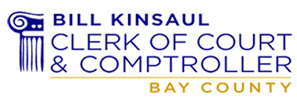 BILL KINSAUL
CLERK OF COURT
& COMPTROLLER
BAY COUNTY